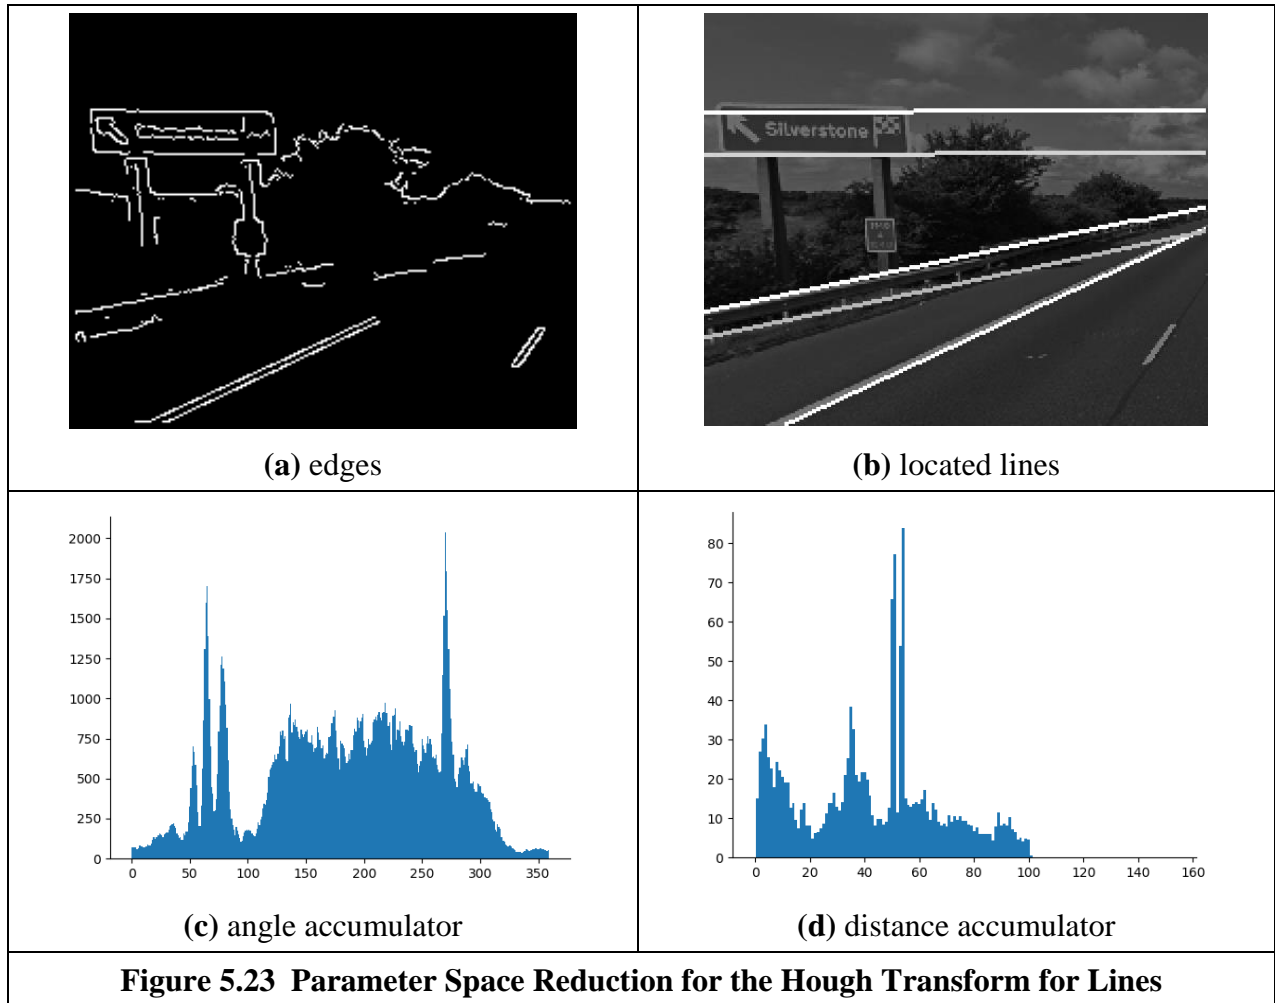 Silverstone
(a) edges
(b) located lines
2000
1750
1500
1250
1000
750
500
250
0
0 50 100 150 200 250 300 350
(c) angle accumulator
80
70
60
50
40
30
20
10
0
0 20 40 60 80 100 120 140 160
(d) distance accumulator
Figure 5.23 Parameter Space Reduction for the Hough Transform for Lines